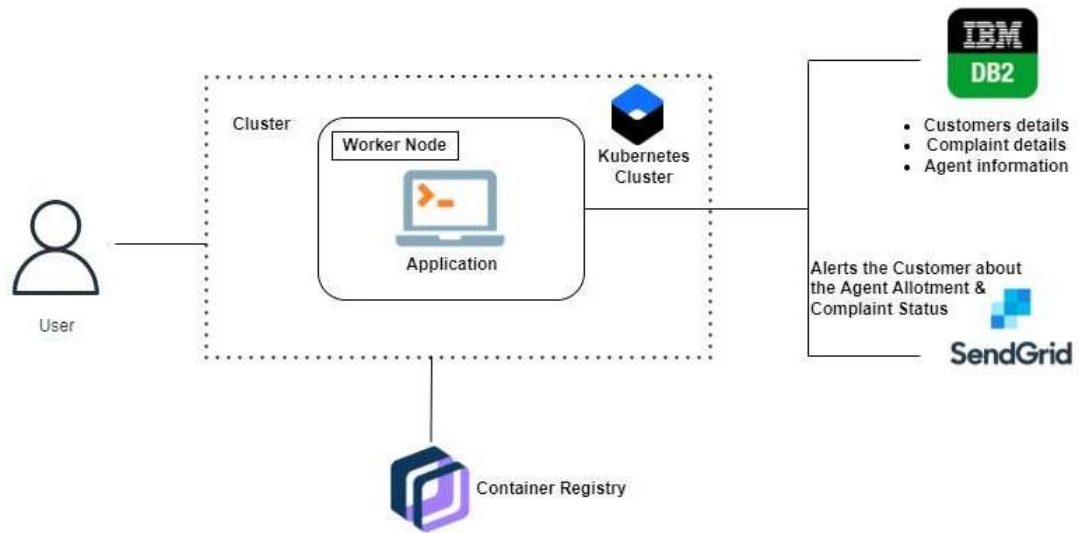 IBM
DB2
Customers details
Complaint details
Agent information
Cluster
Worker Node
Kubernetes
Cluster
Application
User
Alerts the Customer about
the Agent Allotment &
Complaint Status
SendGrid
Container Registry